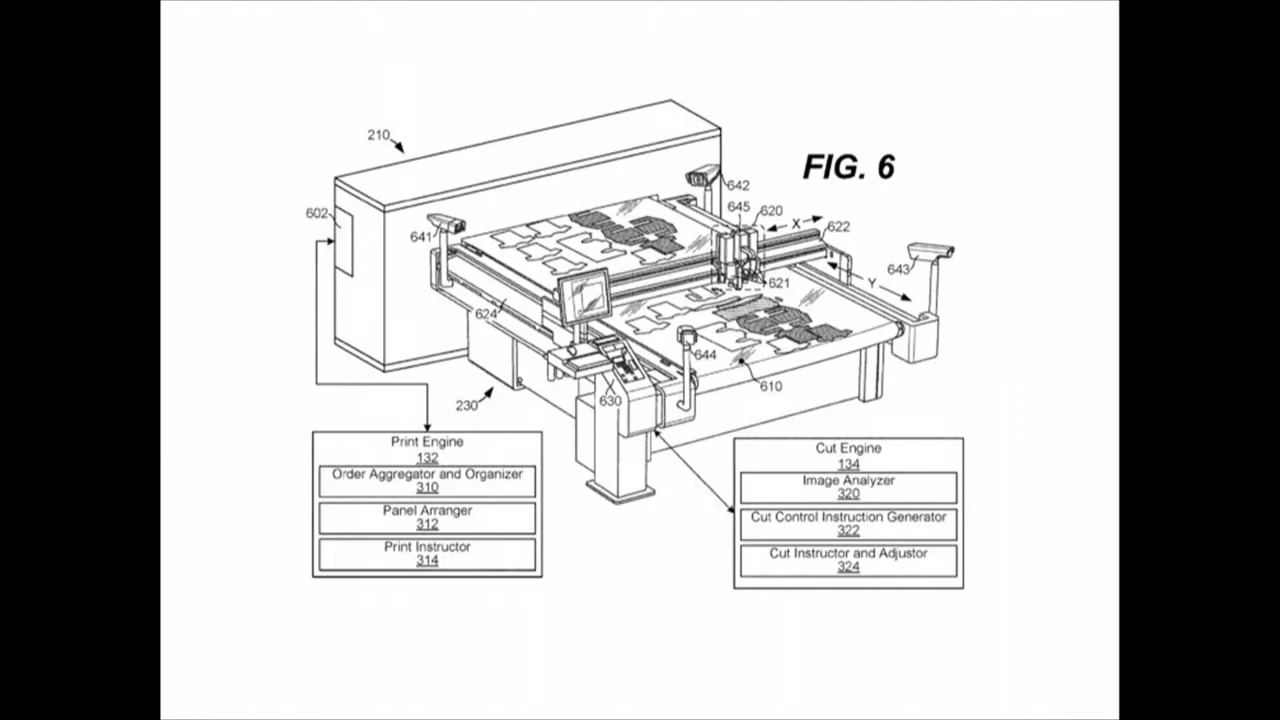 FIG. 6
210
602
641
642
645
620
X
622
643
Y
621
624
644
610
630
230
Print Engine
132
Order Aggregator and Organizer
310
Panel Arranger
312
Print Instructor
314
Cut Engine
134
Image Analyzer
320
Cut Control Instruction Generator
322
Cut Instructor and Adjustor
324